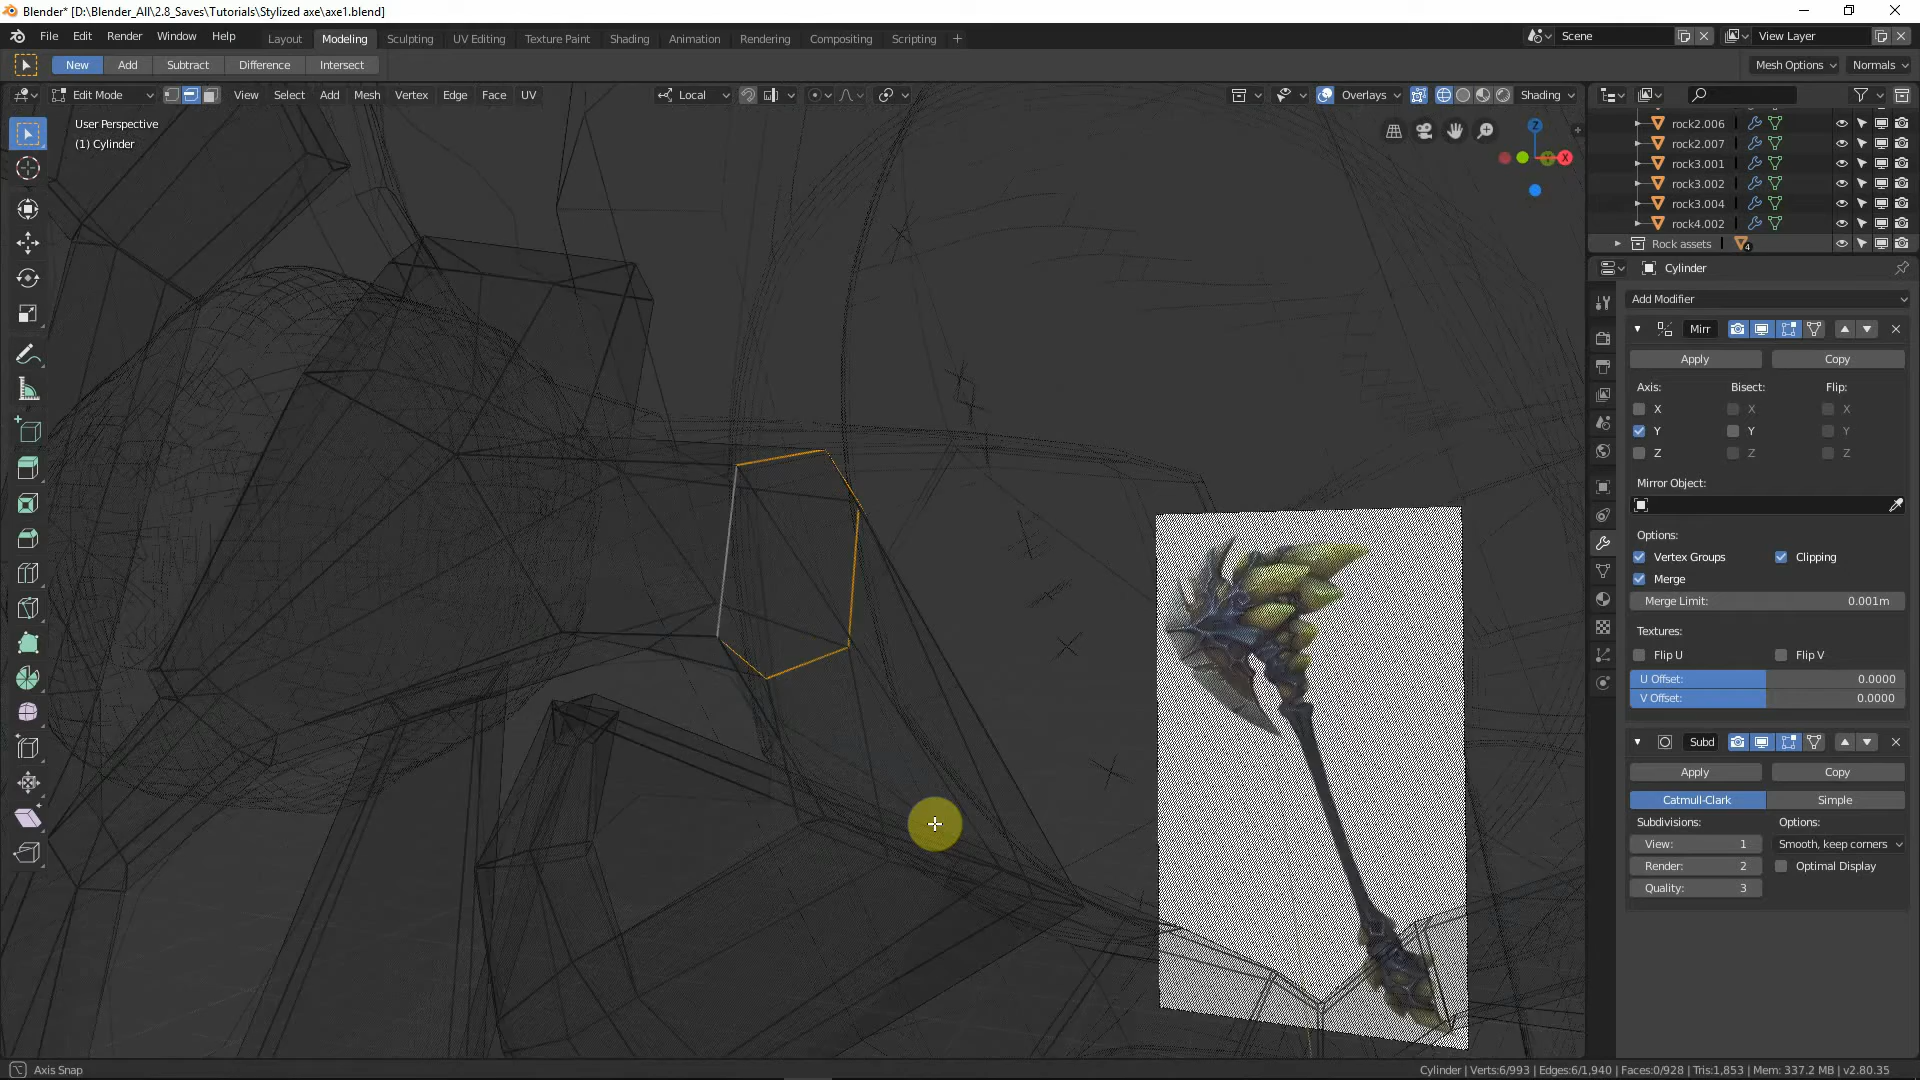 Blender* [D:\Blender_All\2.8_Saves\Tutorials\Stylized axe\axe1.blend]
File Edit Render Window Help Layout Modeling Sculpting UV Editing Texture Paint Shading Animation Rendering Compositing Scripting + Scene View Layer
New Add Subtract Difference Intersect Mesh Options Normals
Edit Mode View Select Add Mesh Vertex Edge Face UV Local Overlays Shading
User Perspective
(1) Cylinder
Z
X
rock2.006
rock2.007
rock3.001
rock3.002
rock3.004
rock4.002
Rock assets 4
Cylinder
Add Modifier
Mirr
Apply Copy
Axis: Bisect: Flip:
X X X
Y Y Y
Z Z Z
Mirror Object:
Options:
Vertex Groups Clipping
Merge
Merge Limit: 0.001m
Textures:
Flip U Flip V
U Offset: 0.0000
V Offset: 0.0000
Subd
Apply Copy
Catmull-Clark Simple
Subdivisions: Options:
View: 1 Smooth, keep corners
Render: 2 Optimal Display
Quality: 3
Axis Snap
Cylinder | Verts:6/993 | Edges:6/1,940 | Faces:0/928 | Tris:1,853 | Mem: 337.2 MB | v2.80.35